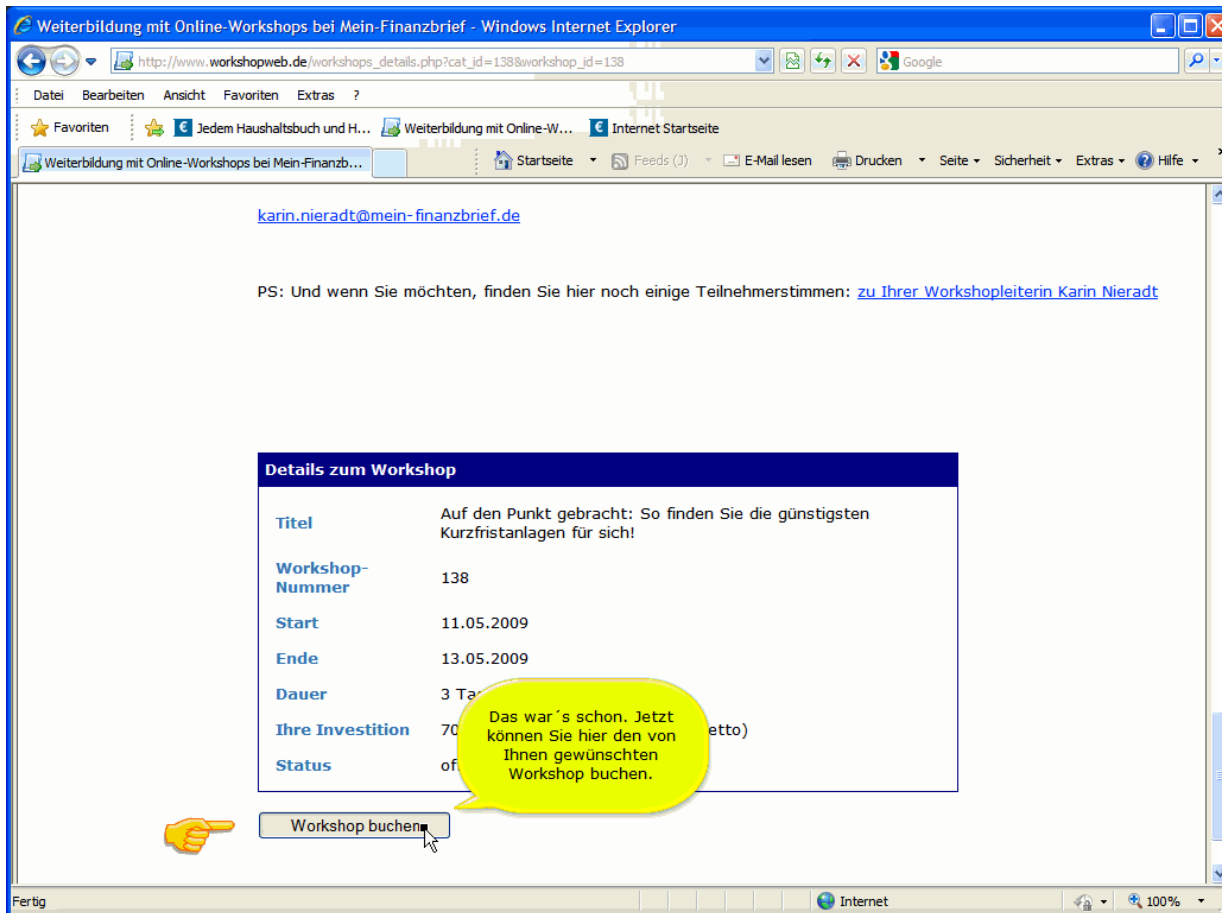 Weiterbildung mit Online-Workshops bei Mein-Finanzbrief - Windows Internet Explorer
http://www.workshopweb.de/workshops_details.php?cat_id=138&workshop_id=138
Google
Datei Bearbeiten Ansicht Favoriten Extras ?
Favoriten Jedem Haushaltsbuch und H... Weiterbildung mit Online-W... Internet Startseite
Weiterbildung mit Online-Workshops bei Mein-Finanzb... Startseite Feeds (J) E-Mail lesen Drucken Seite Sicherheit Extras Hilfe
karin.nieradt@mein-finanzbrief.de
PS: Und wenn Sie möchten, finden Sie hier noch einige Teilnehmerstimmen: zu Ihrer Workshopleiterin Karin Nieradt
Details zum Workshop
Titel Auf den Punkt gebracht: So finden Sie die günstigsten
Kurzfristanlagen für sich!
Workshop-
Nummer 138
Start 11.05.2009
Ende 13.05.2009
Dauer 3
Ihre Investition
Status
Das war´s schon. Jetzt
können Sie hier den von
Ihnen gewünschten
Workshop buchen.
Workshop buchen
Fertig Internet 100%